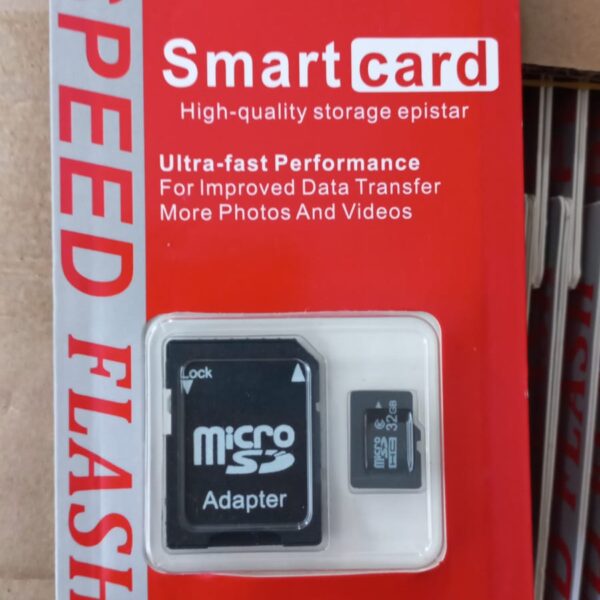 Smart card
High-quality storage epistar
Ultra-fast Performance
For Improved Data Transfer
More Photos And Videos
PEED FLASH
Lock
micro
SD
Adapter
32GB
micro
SD
HC